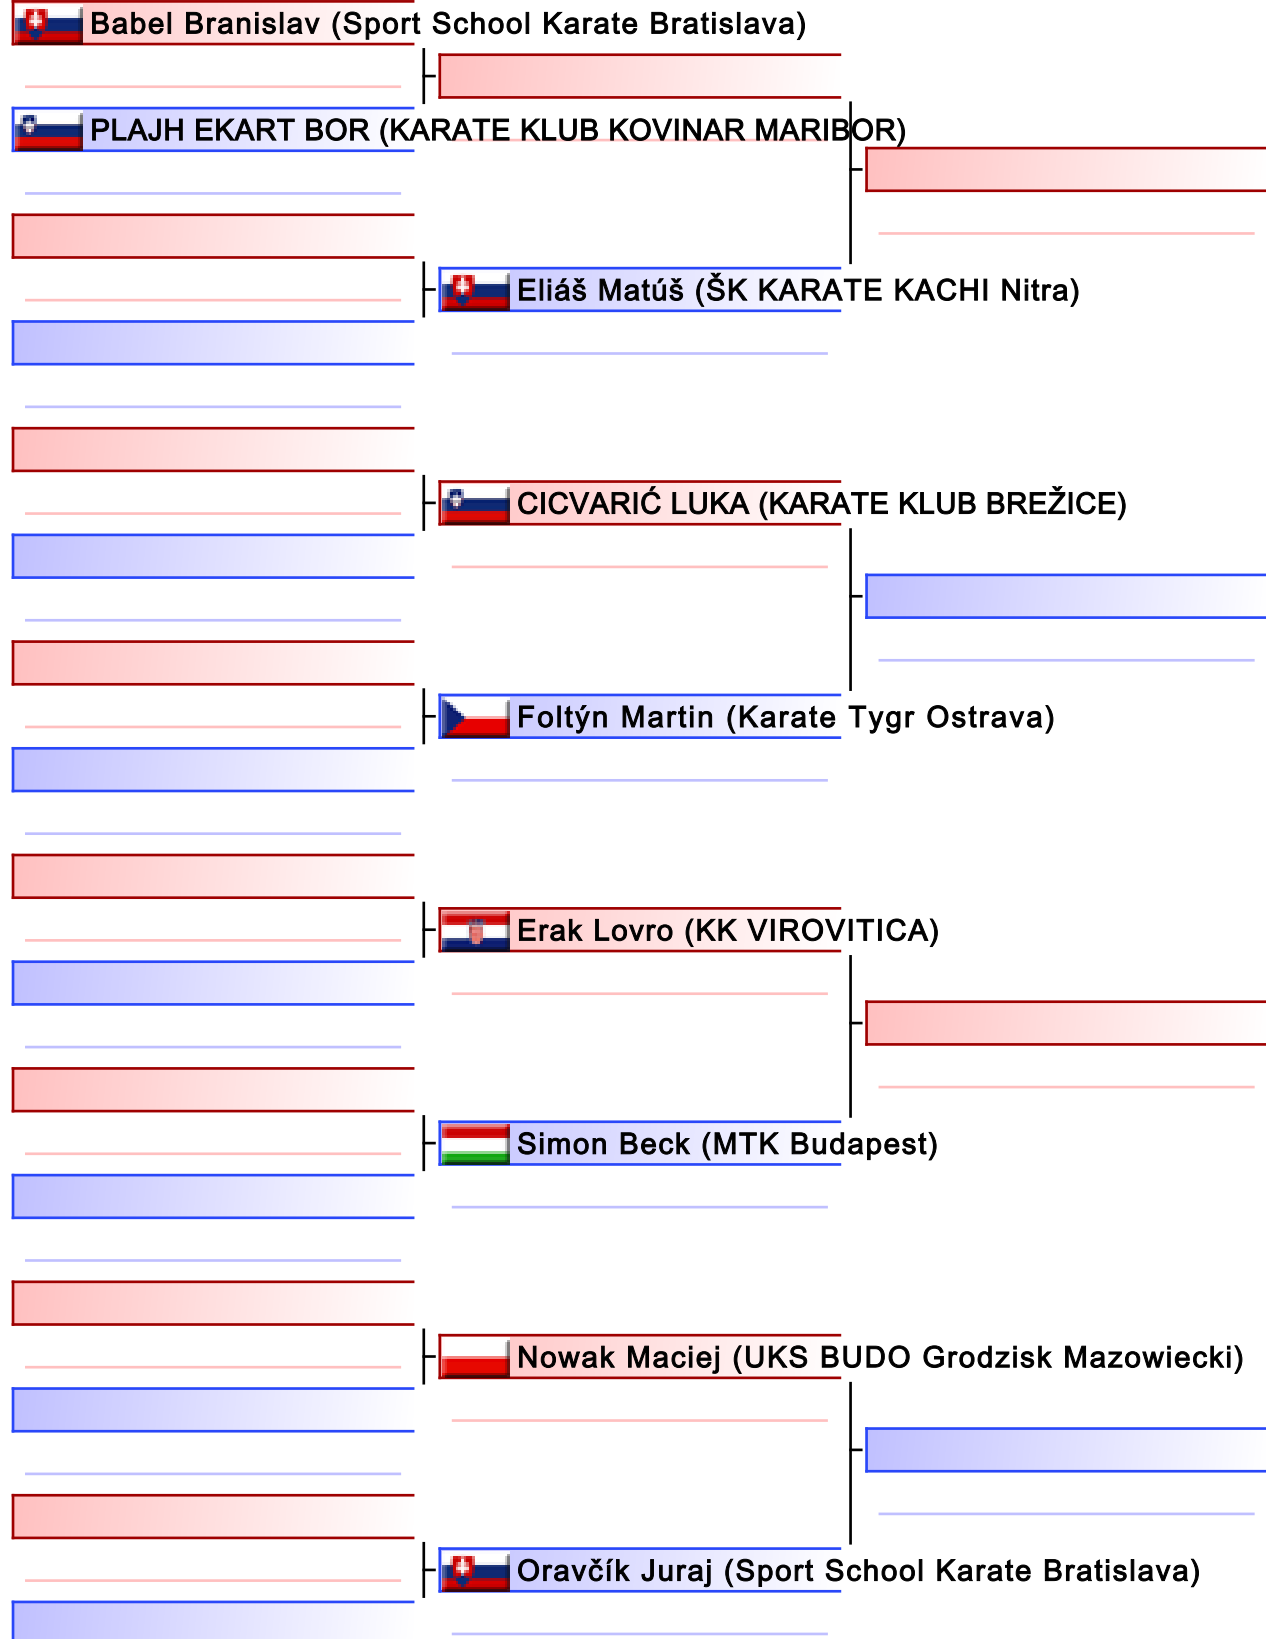 Babel Branislav (Sport School Karate Bratislava)
PLAJH EKART BOR (KARATE KLUB KOVINAR MARIBOR)
Eliáš Matúš (ŠK KARATE KACHI Nitra)
CICVARIĆ LUKA (KARATE KLUB BREŽICE)
Foltýn Martin (Karate Tygr Ostrava)
Erak Lovro (KK VIROVITICA)
Simon Beck (MTK Budapest)
Nowak Maciej (UKS BUDO Grodzisk Mazowiecki)
Oravčík Juraj (Sport School Karate Bratislava)